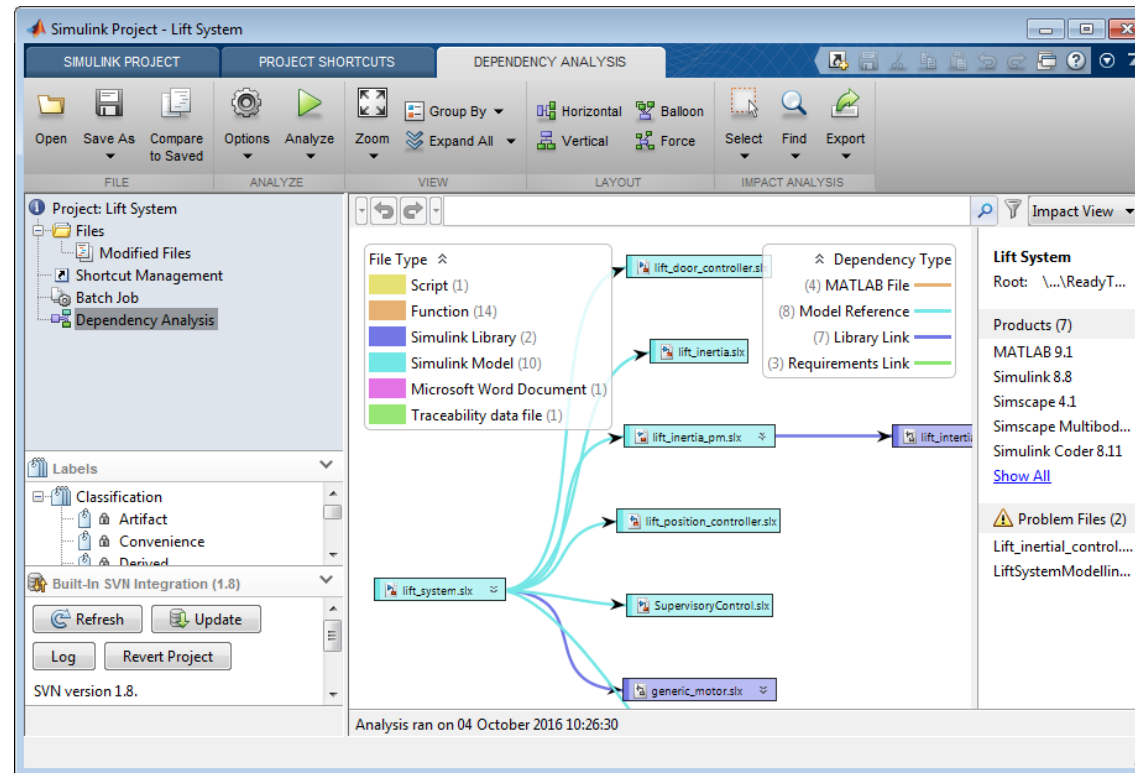 Simulink Project - Lift System
SIMULINK PROJECT
PROJECT SHORTCUTS
DEPENDENCY ANALYSIS
Open
Save As
Compare to Saved
Options
Analyze
Zoom
Group By
Expand All
Horizontal
Vertical
Balloon
Force
Select
Find
Export
FILE
ANALYZE
VIEW
LAYOUT
IMPACT ANALYSIS
Project: Lift System
Files
Modified Files
Shortcut Management
Batch Job
Dependency Analysis
Labels
Classification
Artifact
Convenience
Derived
Built-In SVN Integration (1.8)
Refresh
Update
Log
Revert Project
SVN version 1.8.
Impact View
File Type
Script (1)
Function (14)
Simulink Library (2)
Simulink Model (10)
Microsoft Word Document (1)
Traceability data file (1)
Dependency Type
(4) MATLAB File
(8) Model Reference
(7) Library Link
(3) Requirements Link
lift_door_controller.slx
lift_inertia.slx
lift_inertia_pm.slx
lift_interti
lift_position_controller.slx
lift_system.slx
SupervisoryControl.slx
generic_motor.slx
Analysis ran on 04 October 2016 10:26:30
Lift System
Root: \...\ReadyT...
Products (7)
MATLAB 9.1
Simulink 8.8
Simscape 4.1
Simscape Multibod...
Simulink Coder 8.11
Show All
Problem Files (2)
Lift_inertial_control....
LiftSystemModellin...